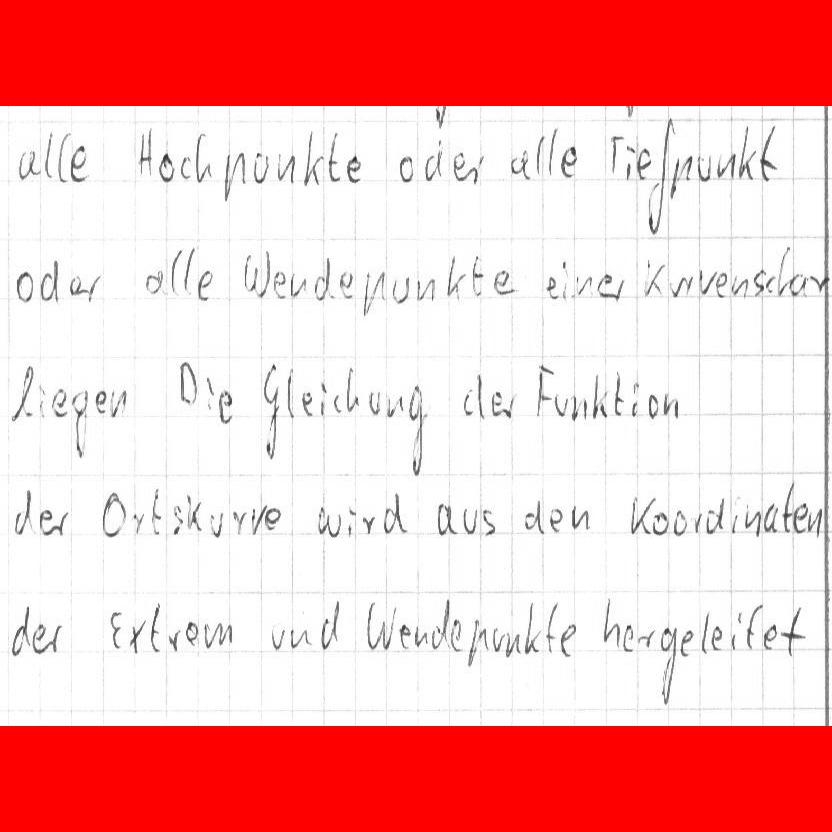 alle Hochpunkte oder alle Tiefpunkt
oder alle Wendepunkte einer Kurvenschar
liegen Die Gleichung der Funktion
der Ortskurve wird aus den Koordinaten
der Extrem und Wendepunkte hergeleitet